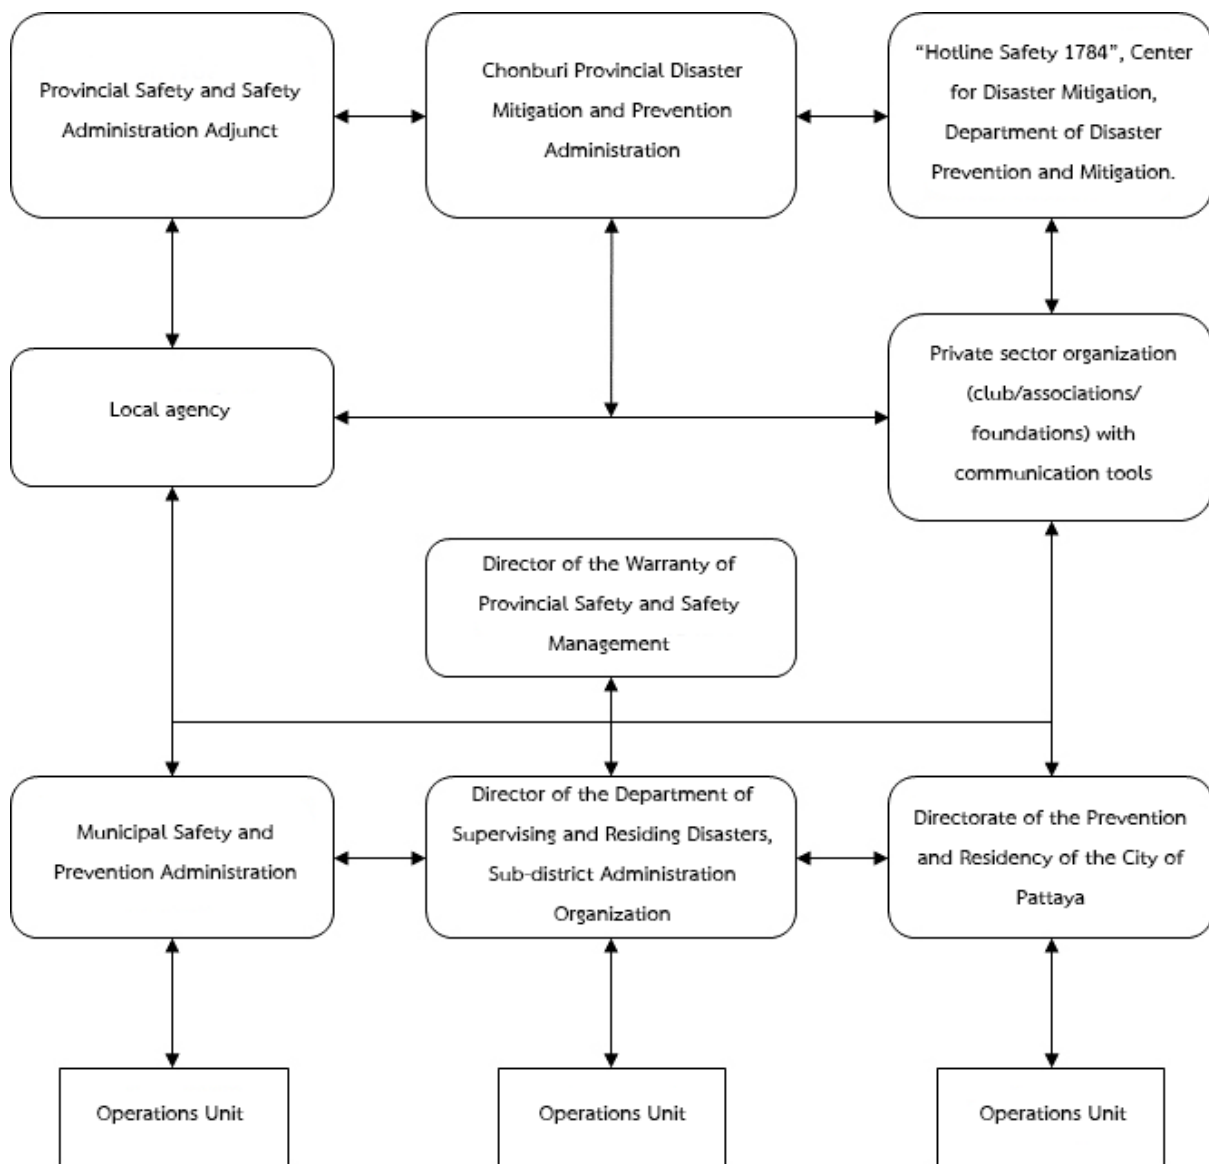 Provincial Safety and Safety
Administration Adjunct
Chonburi Provincial Disaster
Mitigation and Prevention
Administration
“Hotline Safety 1784”, Center
for Disaster Mitigation,
Department of Disaster
Prevention and Mitigation.
Local agency
Private sector organization
(club/associations/
foundations) with
communication tools
Director of the Warranty of
Provincial Safety and Safety
Management
Municipal Safety and
Prevention Administration
Director of the Department of
Supervising and Residing Disasters,
Sub-district Administration
Organization
Directorate of the Prevention
and Residency of the City of
Pattaya
Operations Unit
Operations Unit
Operations Unit